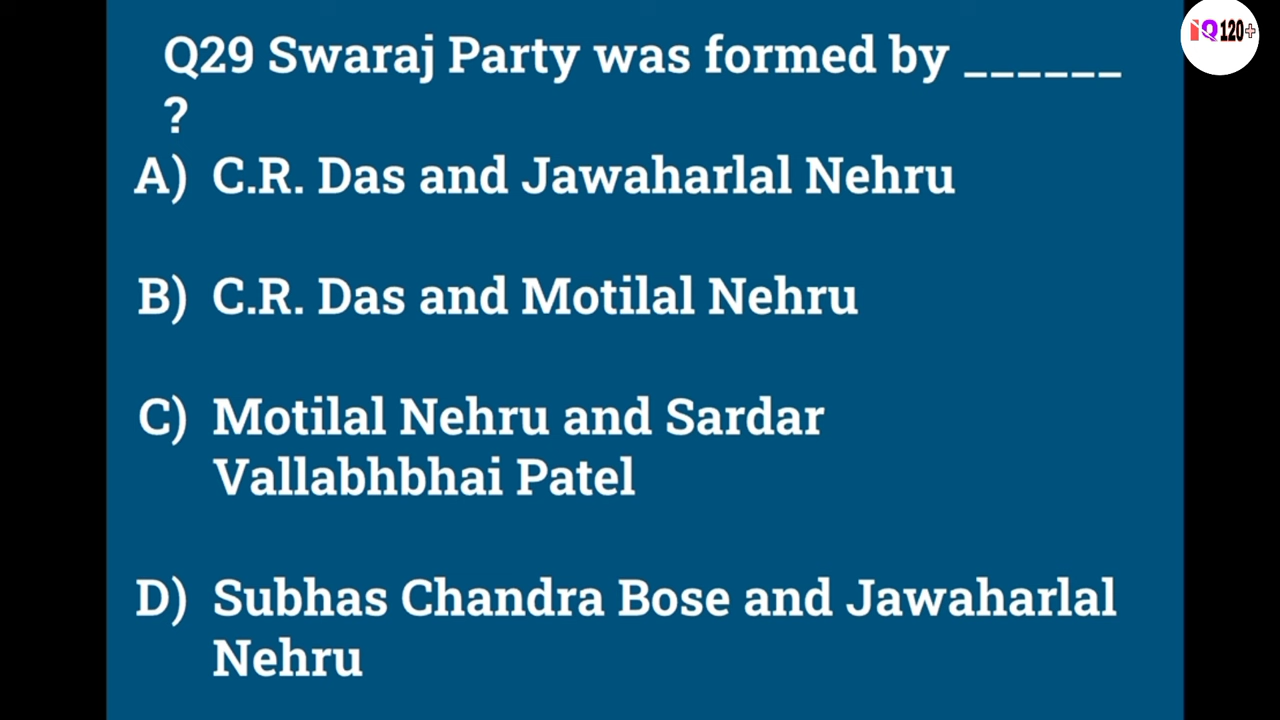 iQ120+
Q29 Swaraj Party was formed by ______
?
A) C.R. Das and Jawaharlal Nehru
B) C.R. Das and Motilal Nehru
C) Motilal Nehru and Sardar
Vallabhbhai Patel
D) Subhas Chandra Bose and Jawaharlal
Nehru